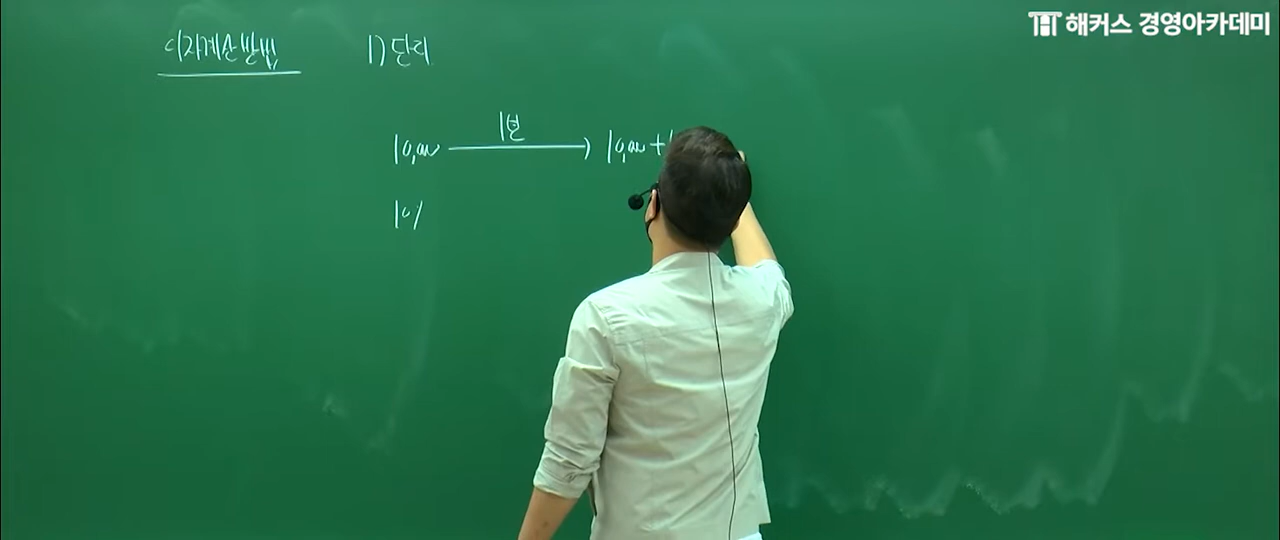 해커스 경영아카데미
이자계산방법 1) 단리
1년
10,000 10,000 +
10%